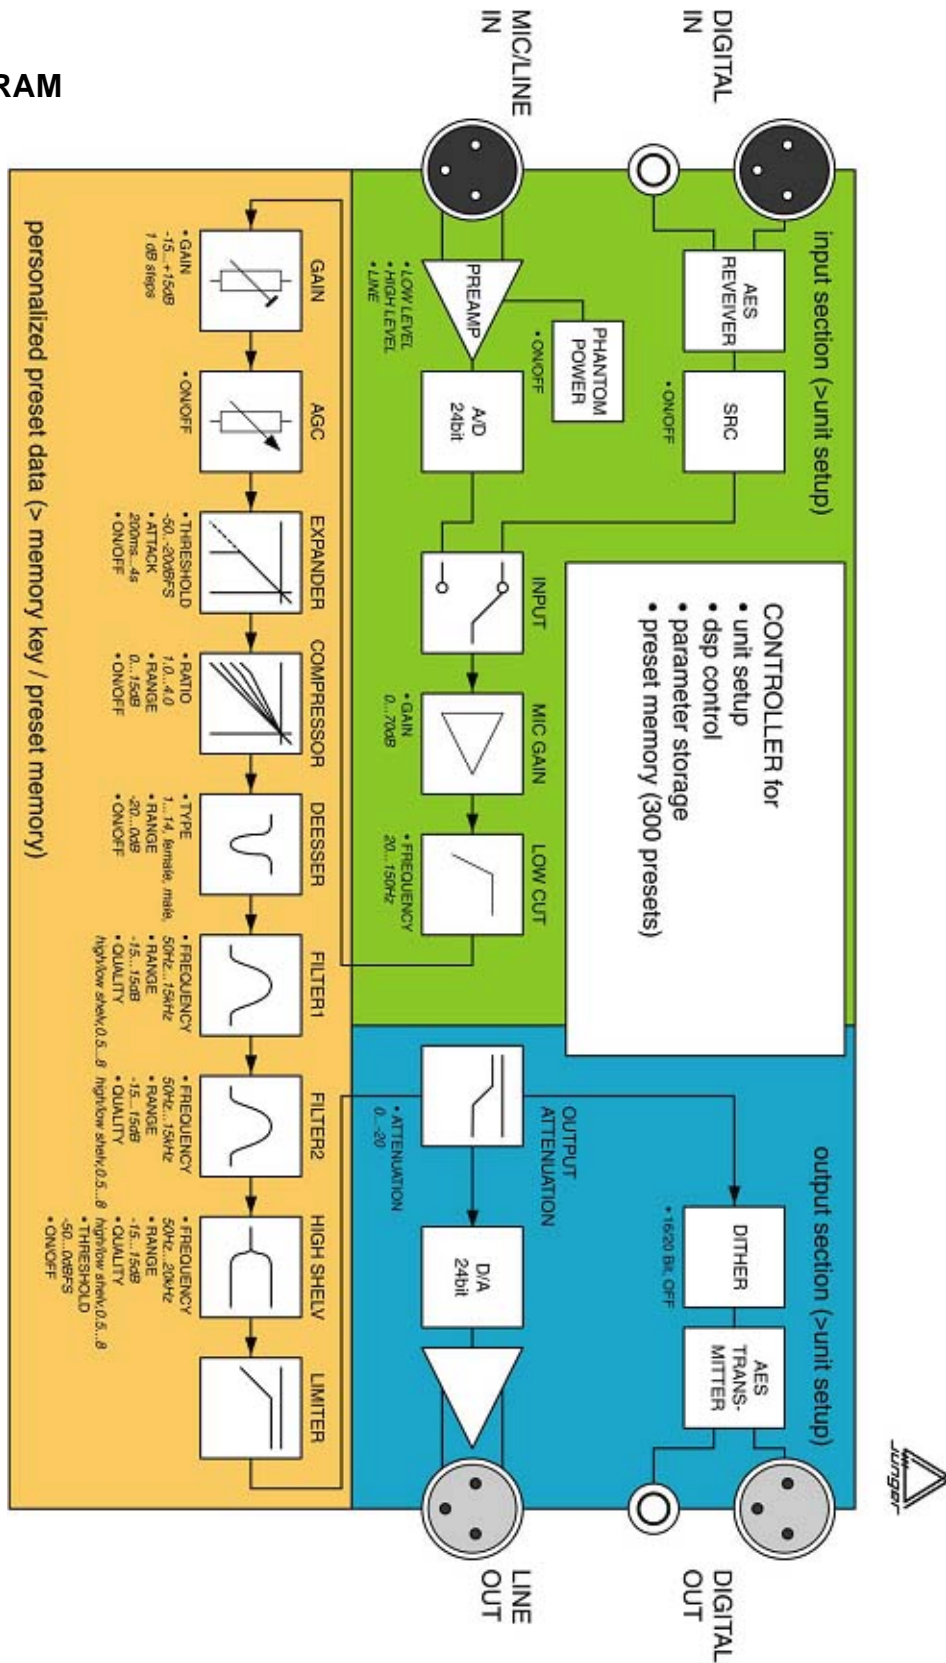 RAM
DIGITAL
IN
MIC/LINE
IN
input section (>unit setup)
AES
REVEIVER
SRC
• ON/OFF
PHANTOM
POWER
• ON/OFF
PREAMP
• LOW LEVEL
• HIGH LEVEL
• LINE
A/D
24bit
INPUT
MIC GAIN
• GAIN
0...70dB
LOW CUT
• FREQUENCY
20...150Hz
CONTROLLER for
• unit setup
• dsp control
• parameter storage
• preset memory (300 presets)
output section (>unit setup)
OUTPUT
ATTENUATION
• ATTENUATION
0...-20
DITHER
• 16/20 Bit, OFF
AES
TRANS-
MITTER
D/A
24bit
DIGITAL
OUT
LINE
OUT
GAIN
• GAIN
-15...+15dB
1 dB steps
AGC
• ON/OFF
EXPANDER
• THRESHOLD
-50...-20dBFS
• ATTACK
200ms...4s
• ON/OFF
COMPRESSOR
• RATIO
1.0...4.0
• RANGE
0...15dB
• ON/OFF
DEESSER
• TYPE
1...14, female, male,
• RANGE
-20...0dB
• ON/OFF
FILTER1
• FREQUENCY
50Hz...15kHz
• RANGE
-15...15dB
• QUALITY
high/low shelv,0.5...8
FILTER2
• FREQUENCY
50Hz...15kHz
• RANGE
-15...15dB
• QUALITY
high/low shelv,0.5...8
HIGH SHELV
• FREQUENCY
50Hz...20kHz
• RANGE
-15...15dB
• QUALITY
high/low shelv,0.5...8
• THRESHOLD
-50...0dBFS
• ON/OFF
LIMITER
personalized preset data (> memory key / preset memory)
Junger